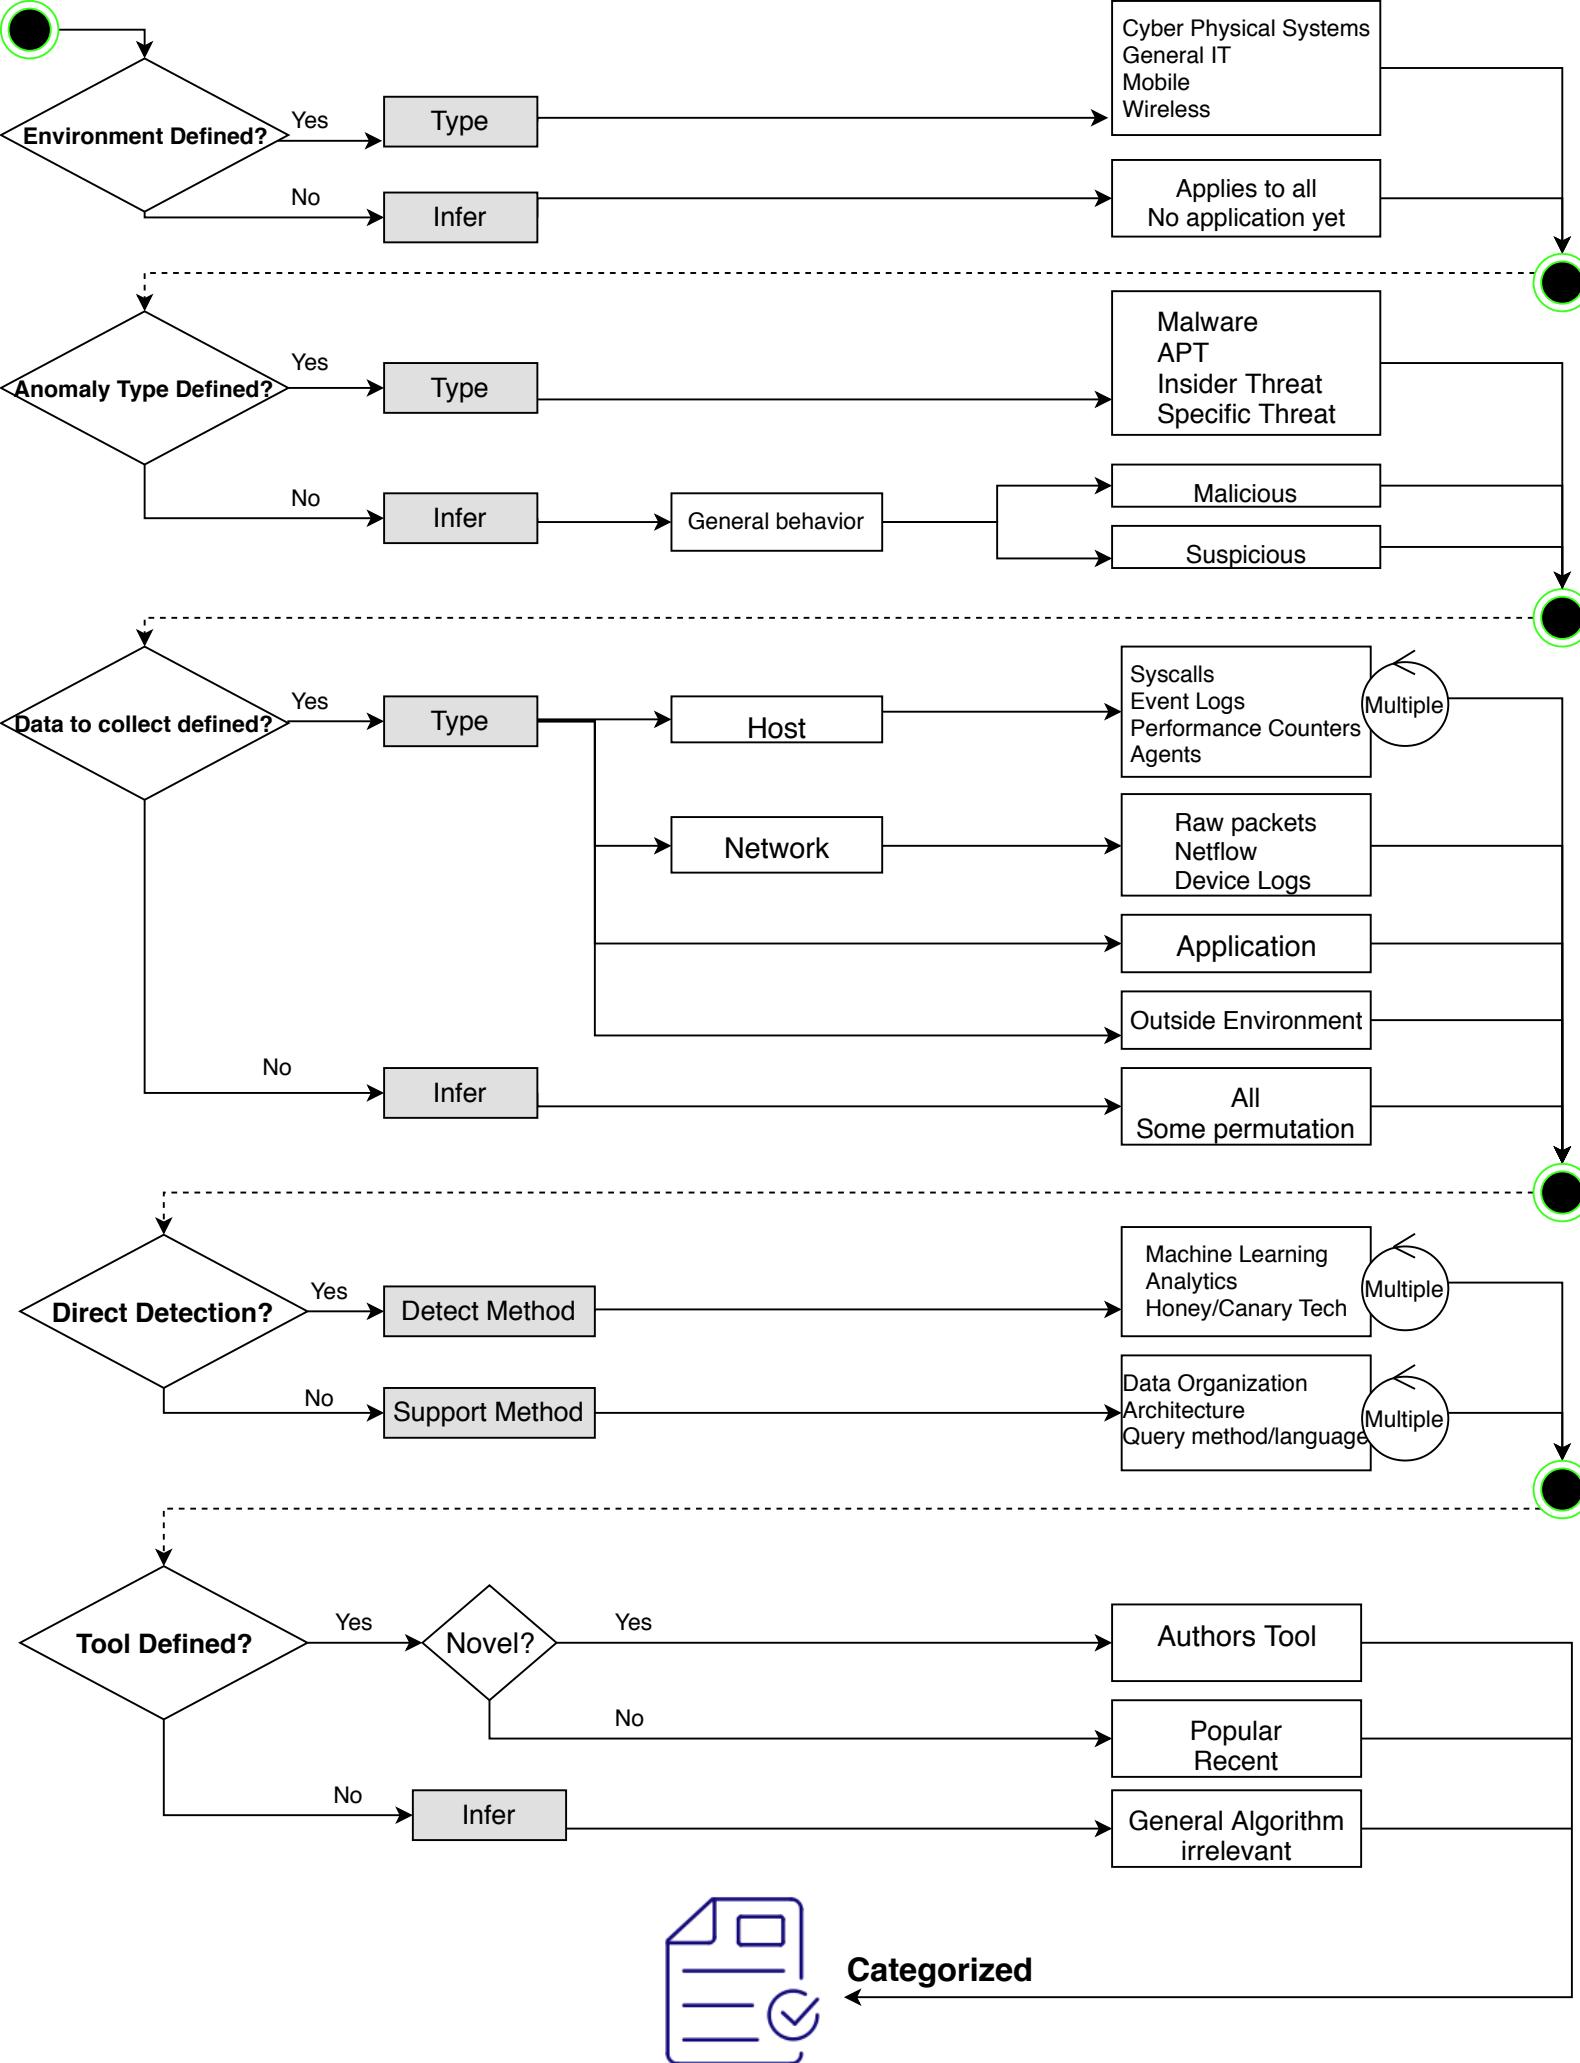 Cyber Physical Systems
General IT
Mobile
Wireless
Environment Defined?
Yes
Type
No
Infer
Applies to all
No application yet
Anomaly Type Defined?
Yes
Type
Malware
APT
Insider Threat
Specific Threat
No
Infer
General behavior
Malicious
Suspicious
Data to collect defined?
Yes
Type
Host
Syscalls
Event Logs
Performance Counters
Agents
Multiple
Network
Raw packets
Netflow
Device Logs
Application
Outside Environment
No
Infer
All
Some permutation
Direct Detection?
Yes
Detect Method
Machine Learning
Analytics
Honey/Canary Tech
Multiple
No
Support Method
Data Organization
Architecture
Query method/language
Multiple
Tool Defined?
Yes
Novel?
Yes
Authors Tool
No
Popular
Recent
No
Infer
General Algorithm
irrelevant
Categorized